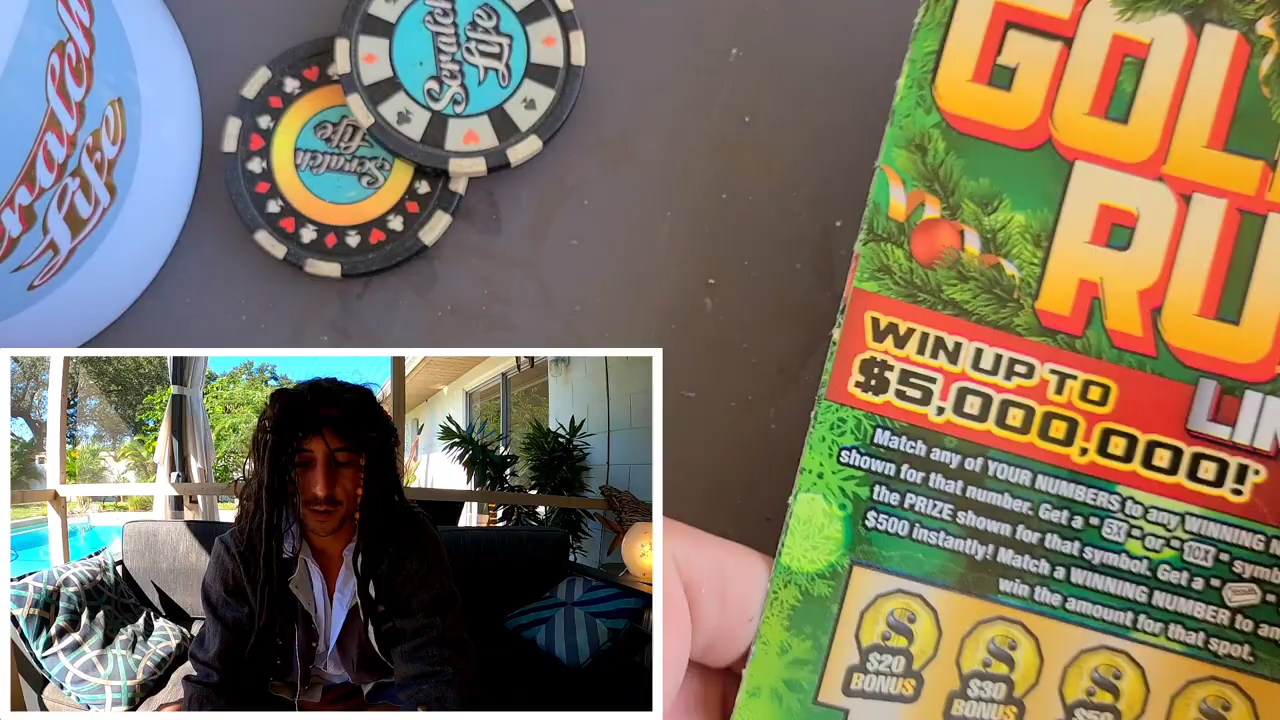 Scratch
Life
Scratch
Life
Life
GOL
RU
WIN UP TO
$5,000,000!
LIN
Match any of YOUR NUMBERS to any WINNING
shown for that number. Get a "5X" or "10X" symb
the PRIZE shown for that symbol. Get a "
$500 instantly! Match a WINNING NUMBER to an
win the amount for that spot.
$20
BONUS
$30
BONUS